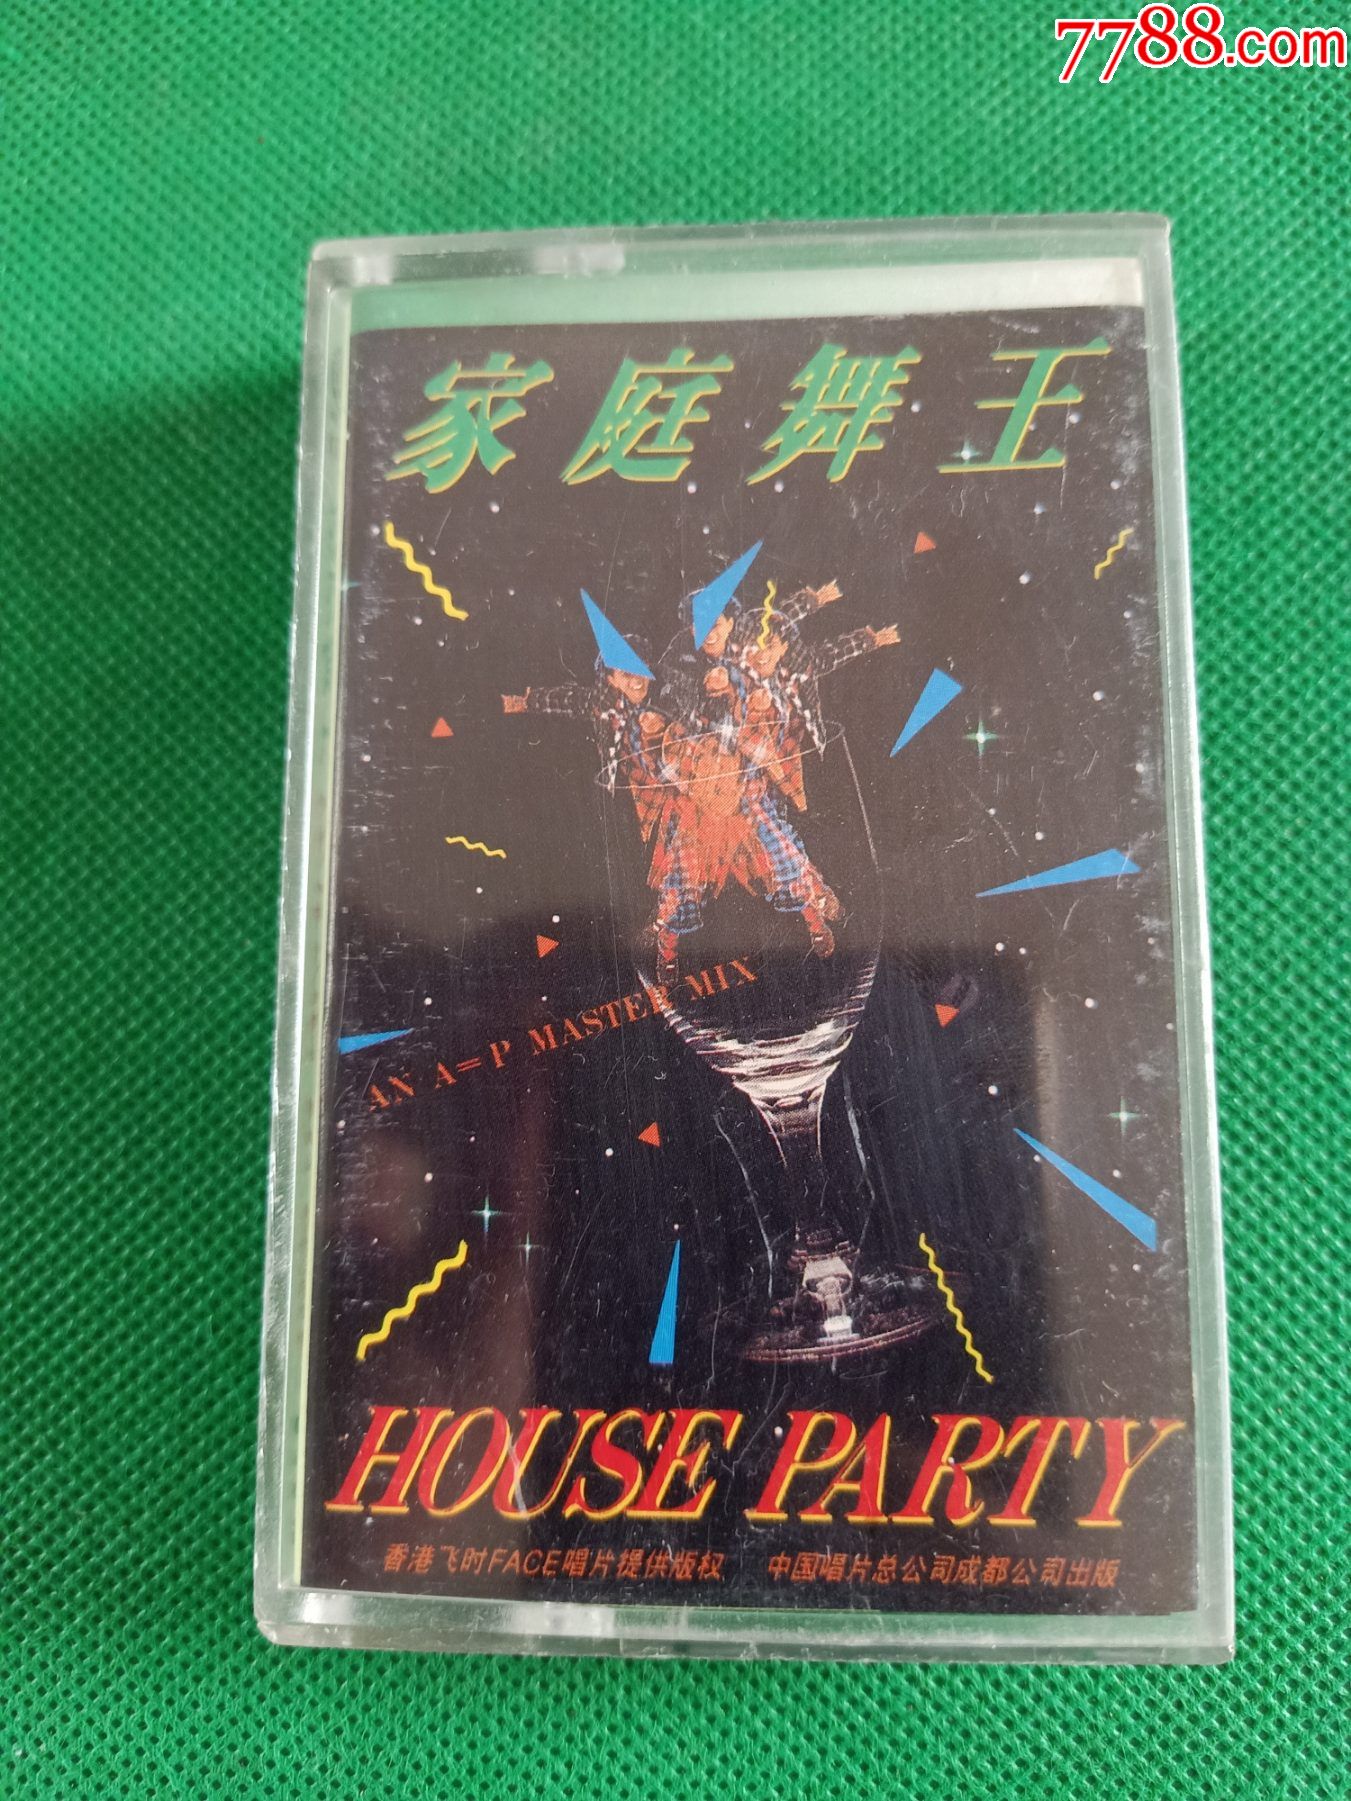 7788.com
家庭舞王
AN A=P MASTER MIX
HOUSE PARTY
香港飞时FACE唱片提供版权 中国唱片总公司成都公司出版